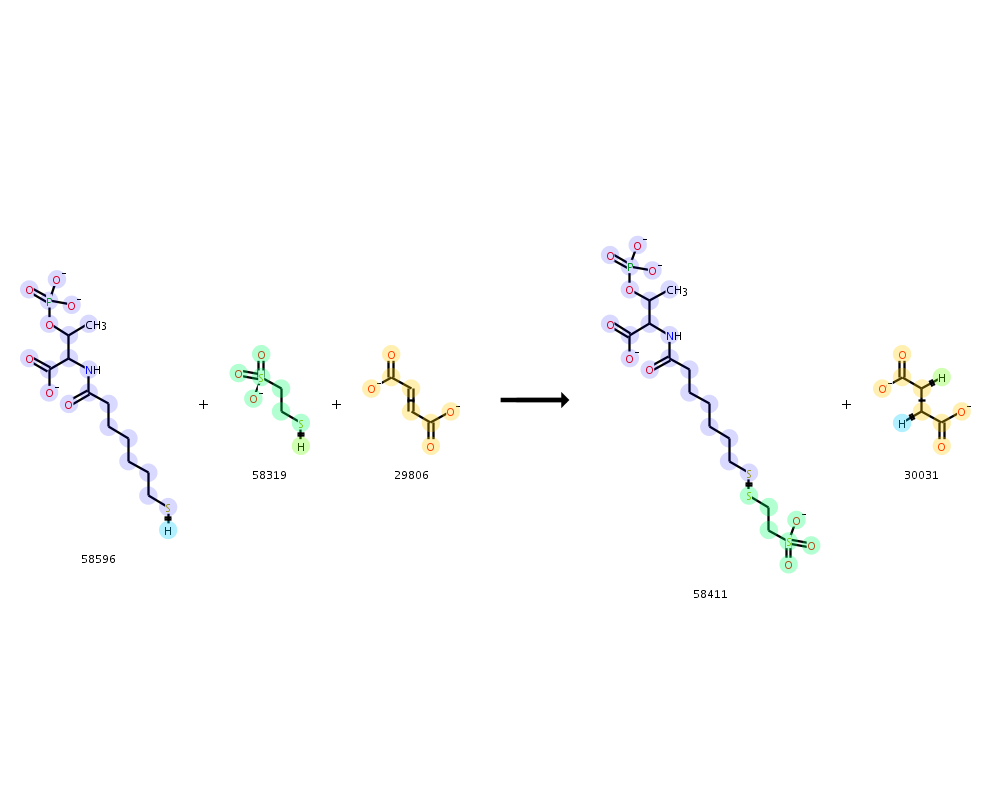 O O⁻
O P O⁻
O CH3
O
O⁻ NH
O
S
H
58596
+
O
O S
O⁻
S
H
58319
+
O
O⁻
O⁻
O
29806
O⁻
O P O⁻
O CH3
O
O⁻ NH
O
S
S
O⁻
S O
O
58411
+
O
O⁻ H
H O⁻
O
30031